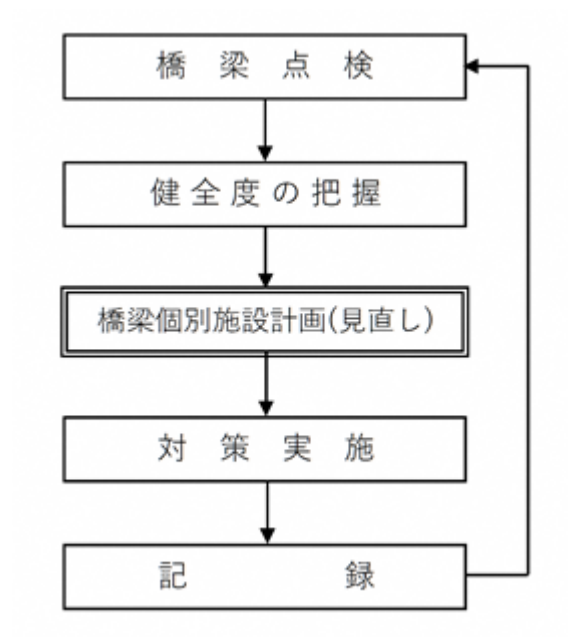 橋梁点検
健全度の把握
橋梁個別施設計画(見直し)
対策実施
記録